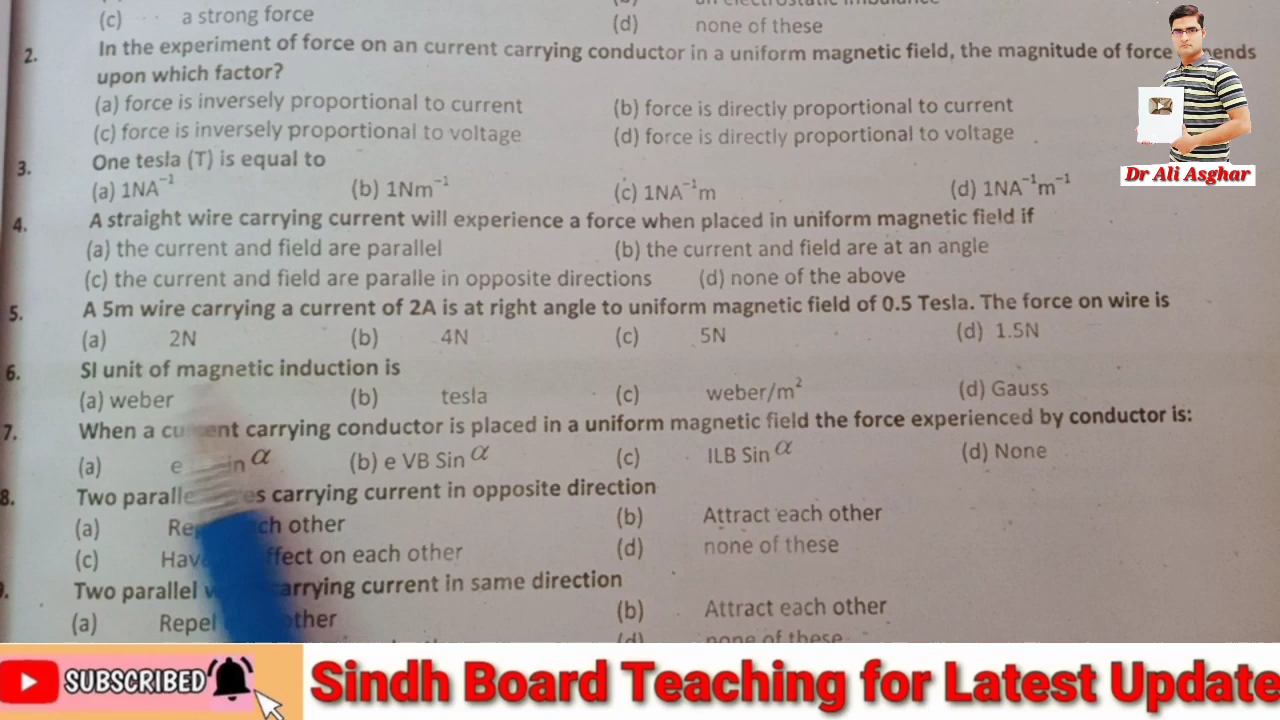 (c) a strong force
(d) none of these
2. In the experiment of force on an current carrying conductor in a uniform magnetic field, the magnitude of force
upon which factor?
(a) force is inversely proportional to current (b) force is directly proportional to current
(c) force is inversely proportional to voltage (d) force is directly proportional to voltage
3. One tesla (T) is equal to
(a) 1NA⁻¹ (b) 1Nm⁻¹ (c) 1NA⁻¹m (d) 1NA⁻¹m⁻¹
4. A straight wire carrying current will experience a force when placed in uniform magnetic field if
(a) the current and field are parallel (b) the current and field are at an angle
(c) the current and field are paralle in opposite directions (d) none of the above
5. A 5m wire carrying a current of 2A is at right angle to uniform magnetic field of 0.5 Tesla. The force on wire is
(a) 2N (b) 4N (c) 5N (d) 1.5N
6. SI unit of magnetic induction is
(a) weber (b) tesla (c) weber/m² (d) Gauss
7. When a current carrying conductor is placed in a uniform magnetic field the force experienced by conductor is:
(a) e α (b) e VB Sin α (c) ILB Sin α (d) None
8. Two carrying current in opposite direction
(a) other (b) Attract each other
(c) on each other (d) none of these
Two parallel carrying current in same direction
(a) Repel other (b) Attract each other
(d) none of these
Dr Ali Asghar
SUBSCRIBED Sindh Board Teaching for Latest Update